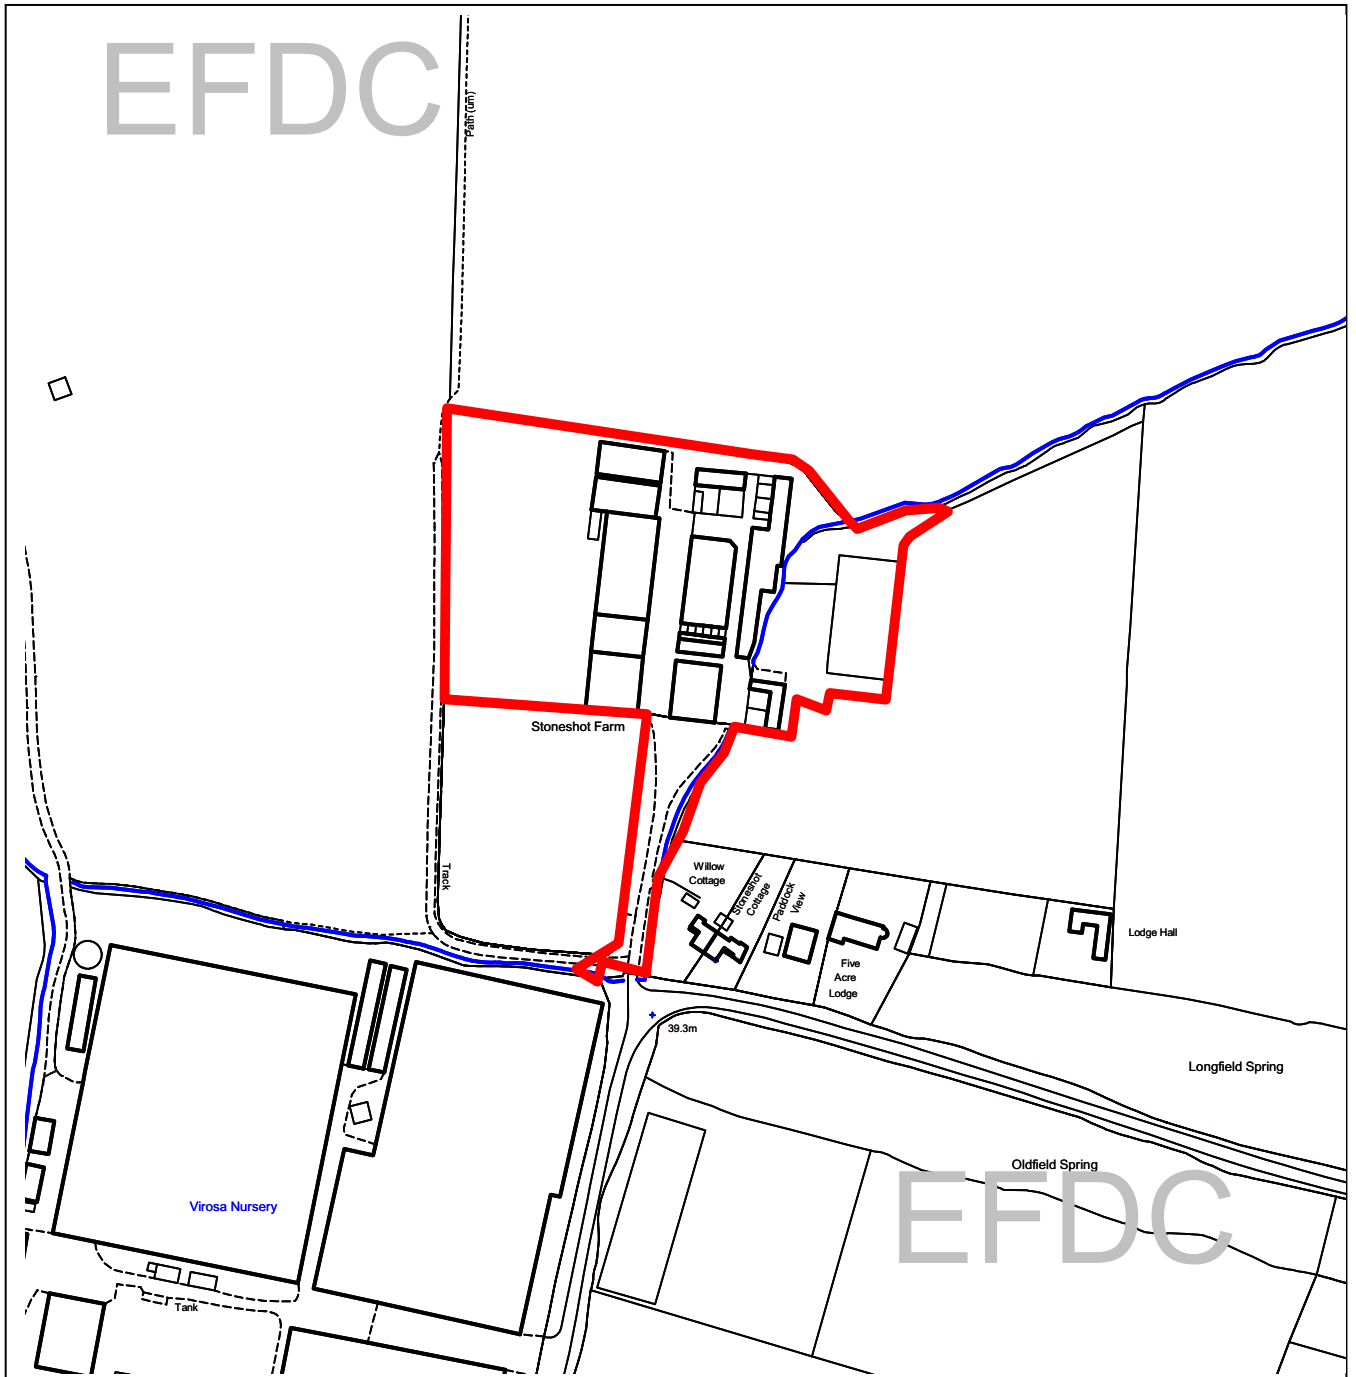 EFDC
Path (um)
Stoneshot Farm
Track
Willow
Cottage
Stoneshot
Cottage
Paddock
View
Five
Acre
Lodge
Lodge Hall
39.3m
Longfield Spring
Oldfield Spring
EFDC
Virosa Nursery
Tank